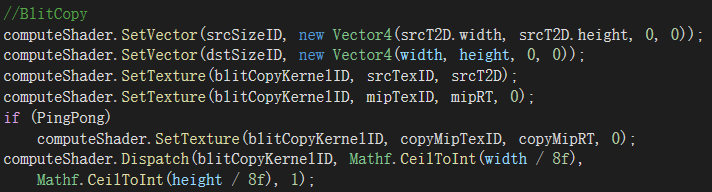 //BlitCopy
computeShader.SetVector(srcSizeID, new Vector4(srcT2D.width, srcT2D.height, 0, 0));
computeShader.SetVector(dstSizeID, new Vector4(width, height, 0, 0));
computeShader.SetTexture(blitCopyKernelID, srcTexID, srcT2D);
computeShader.SetTexture(blitCopyKernelID, mipTexID, mipRT, 0);
if (PingPong)
    computeShader.SetTexture(blitCopyKernelID, copyMipTexID, copyMipRT, 0);
computeShader.Dispatch(blitCopyKernelID, Mathf.CeilToInt(width / 8f),
    Mathf.CeilToInt(height / 8f), 1);